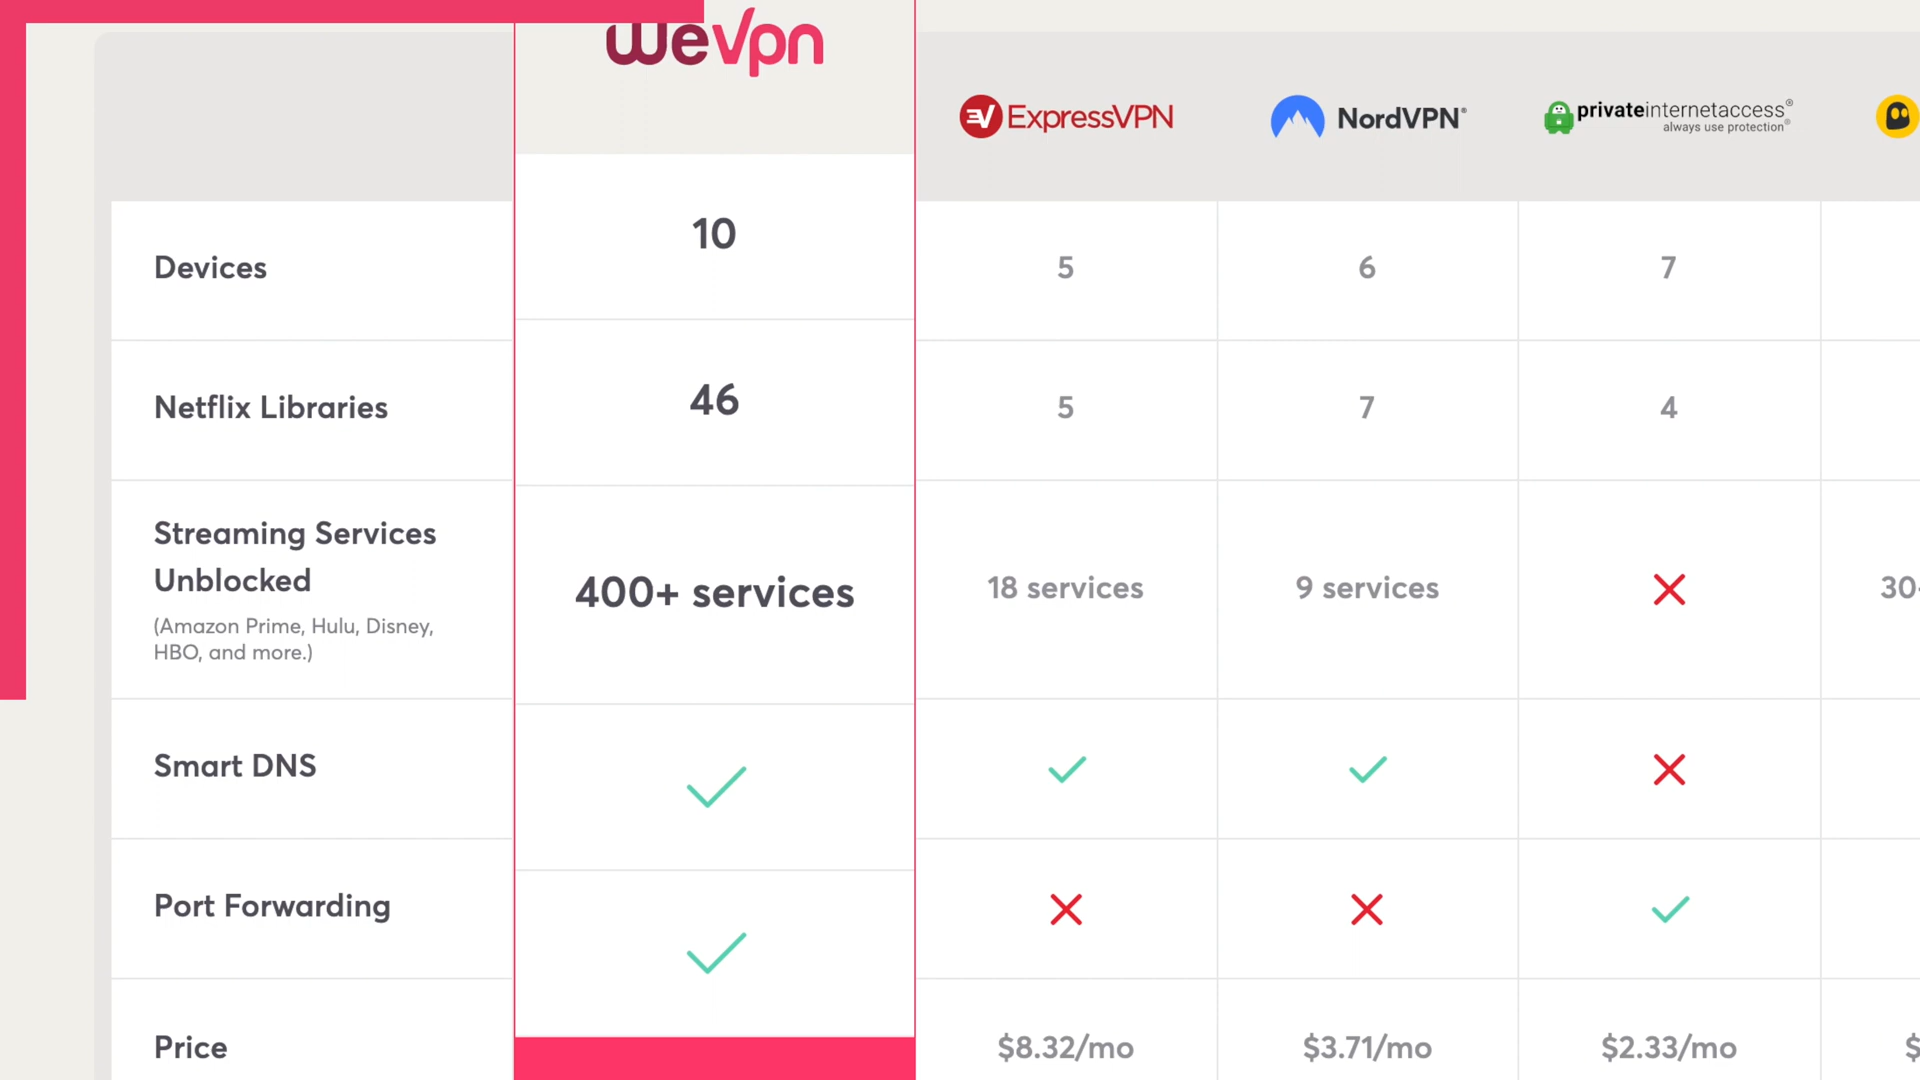 wevpn
ExpressVPN
NordVPN®
privateinternetaccess®
always use protection®
Devices
10
5
6
7
Netflix Libraries
46
5
7
4
Streaming Services
Unblocked
(Amazon Prime, Hulu, Disney,
HBO, and more.)
400+ services
18 services
9 services
30
Smart DNS
Port Forwarding
Price
$8.32/mo
$3.71/mo
$2.33/mo
$